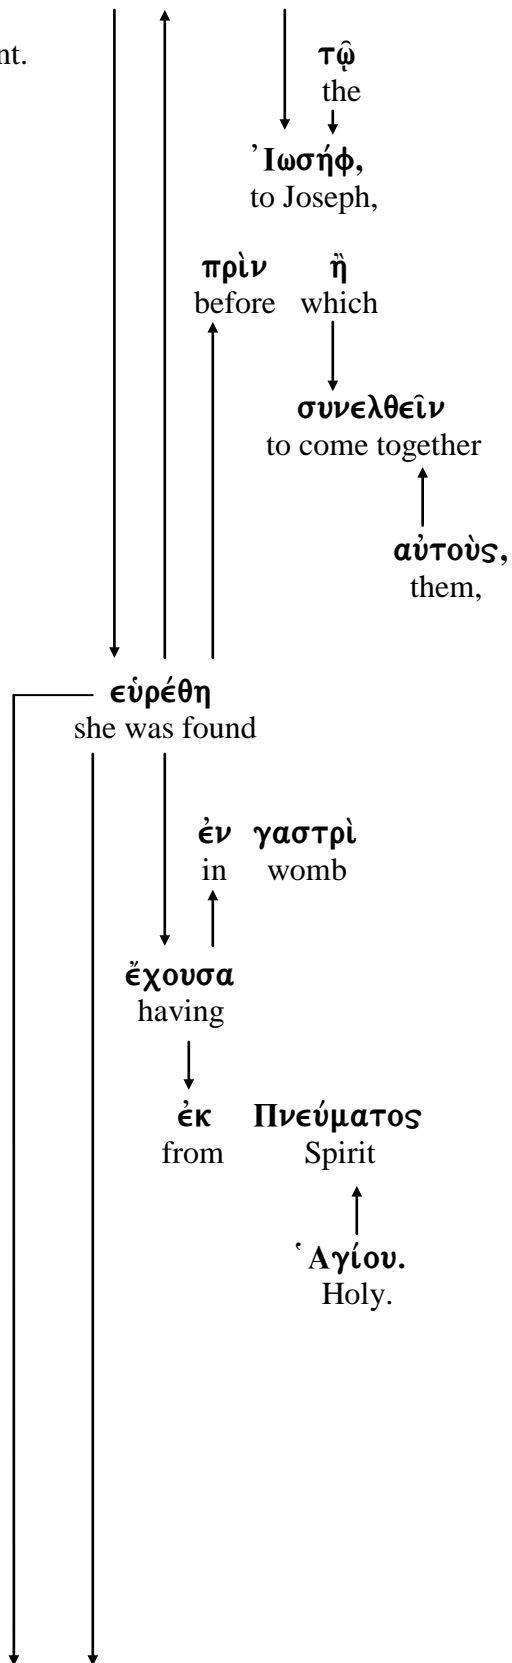 nt.
τῷ
the
Ἰωσήφ,
to Joseph,
πρὶν ἢ
before which
συνελθεῖν
to come together
αὐτοὺς,
them,
εὑρέθη
she was found
ἐν γαστρὶ
in womb
ἔχουσα
having
ἐκ Πνεύματος
from Spirit
Ἁγίου.
Holy.